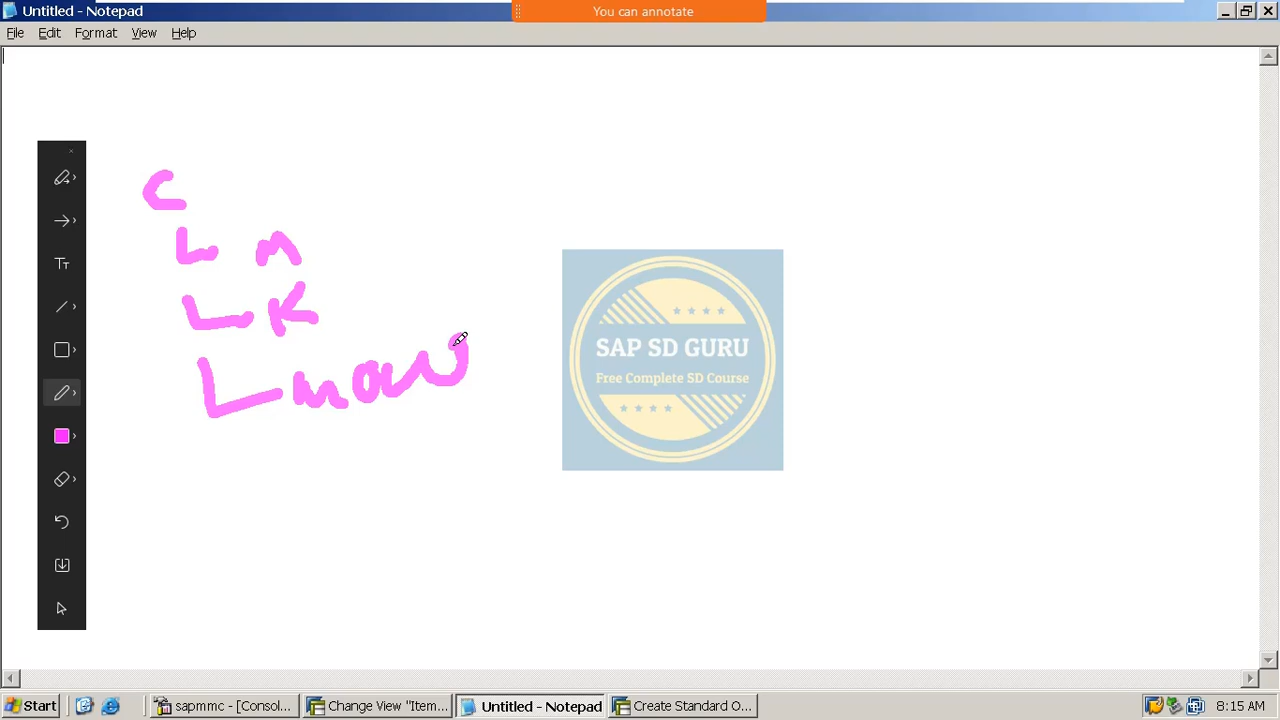 Untitled - Notepad
You can annotate
File Edit Format View Help
C
M
K
SAP SD GURU
Free Complete SD Course
Start
sapmmc - [Consol...
Change View "Item...
Untitled - Notepad
Create Standard O...
8:15 AM